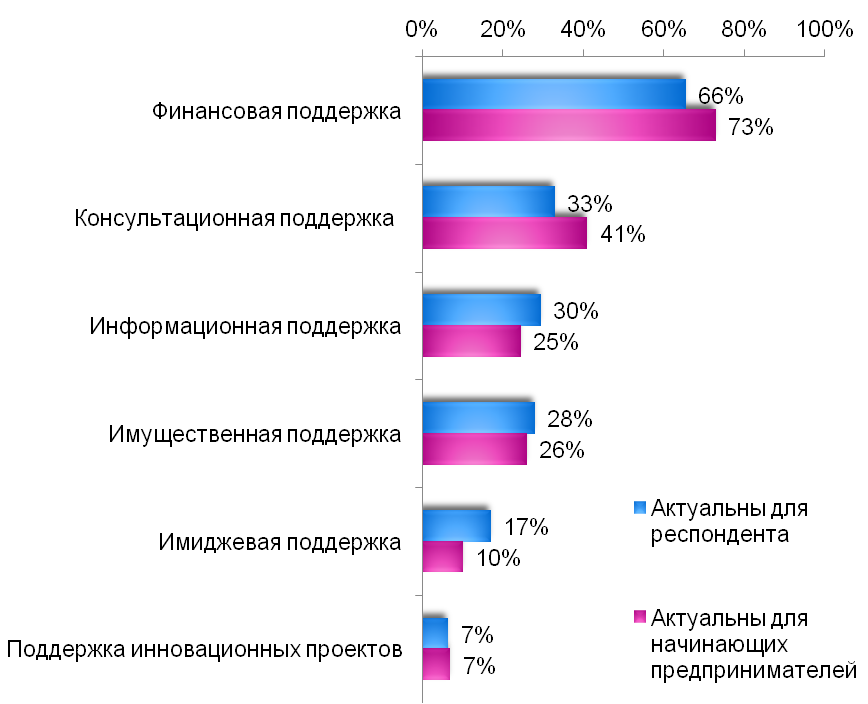 0% 20% 40% 60% 80% 100%
Финансовая поддержка
66%
73%
Консультационная поддержка
33%
41%
Информационная поддержка
30%
25%
Имущественная поддержка
28%
26%
Имиджевая поддержка
17%
10%
Поддержка инновационных проектов
7%
7%
Актуальны для
респондента
Актуальны для
начинающих
предпринимателей